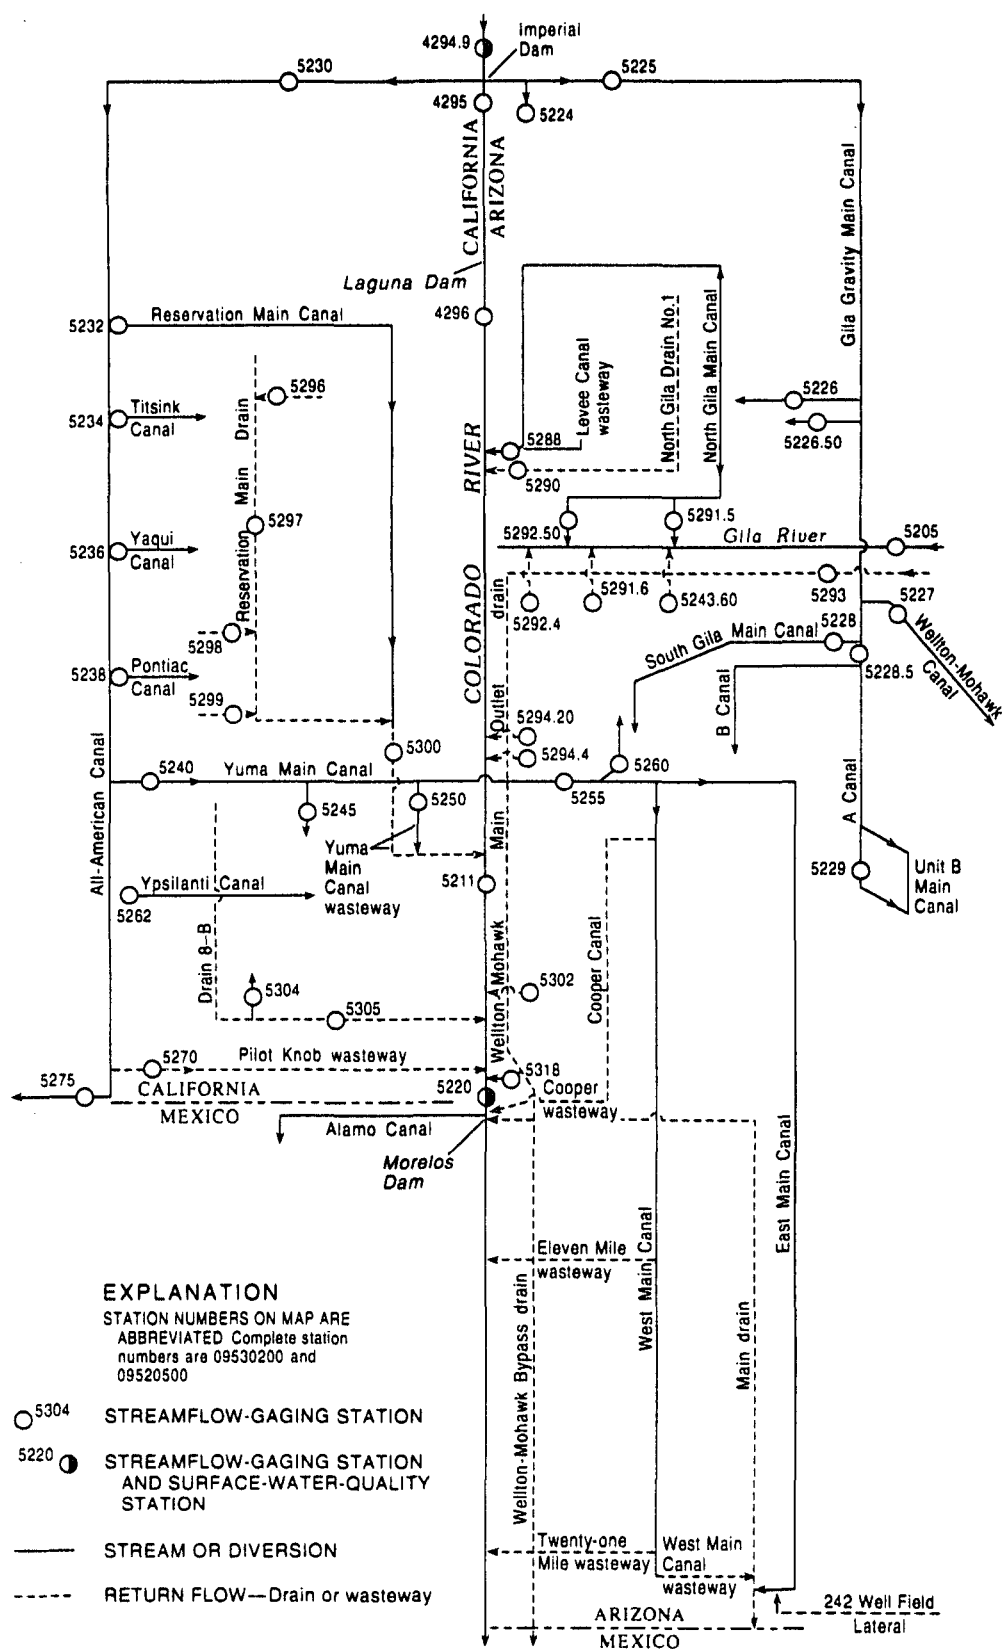 4294.9
Imperial
Dam
5230
5225
4295
5224
CALIFORNIA
ARIZONA
Gila Gravity Main Canal
Laguna Dam
4296
Reservation Main Canal
5232
5296
Titsink
Canal
5234
Reservation Main Drain
Levee Canal
wasteway
North Gila Drain No.1
North Gila Main Canal
5226
5226.50
5288
5290
COLORADO RIVER
5297
5292.50
5291.5
Gila River
5205
Yaqui
Canal
5236
5293
5291.6
5243.60
5292.4
5227
5298
5228
South Gila Main Canal
5228.5
Wellton-Mohawk
Canal
Pontiac
Canal
5238
5299
B Canal
5294.20
5294.4
5300
5260
All-American Canal
5240
Yuma Main Canal
5255
5245
5250
A Canal
Yuma
Main
Canal
wasteway
Wellton-Mohawk Main Outlet drain
5211
5229
Unit B
Main
Canal
Ypsilanti Canal
5262
Drain 8-B
Cooper Canal
5304
5302
5305
5270
Pilot Knob wasteway
5275
5318
CALIFORNIA
MEXICO
5220
Cooper
wasteway
Alamo Canal
Morelos
Dam
West Main Canal
East Main Canal
Main drain
Eleven Mile
wasteway
Wellton-Mohawk Bypass drain
EXPLANATION
STATION NUMBERS ON MAP ARE
ABBREVIATED Complete station
numbers are 09530200 and
09520500
5304
STREAMFLOW-GAGING STATION
5220
STREAMFLOW-GAGING STATION
AND SURFACE-WATER-QUALITY
STATION
STREAM OR DIVERSION
RETURN FLOW—Drain or wasteway
Twenty-one
Mile wasteway
West Main
Canal
wasteway
242 Well Field
Lateral
ARIZONA
MEXICO